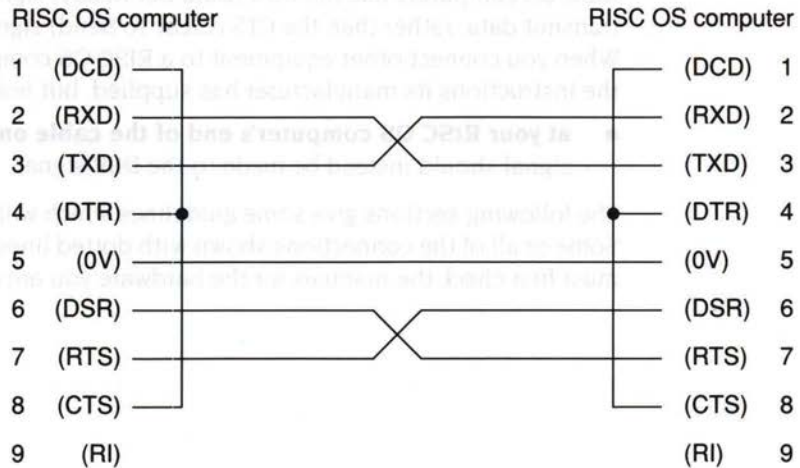 RISC OS computer RISC OS computer
1 (DCD) (DCD) 1
2 (RXD) (RXD) 2
3 (TXD) (TXD) 3
4 (DTR) (DTR) 4
5 (0V) (0V) 5
6 (DSR) (DSR) 6
7 (RTS) (RTS) 7
8 (CTS) (CTS) 8
9 (RI) (RI) 9